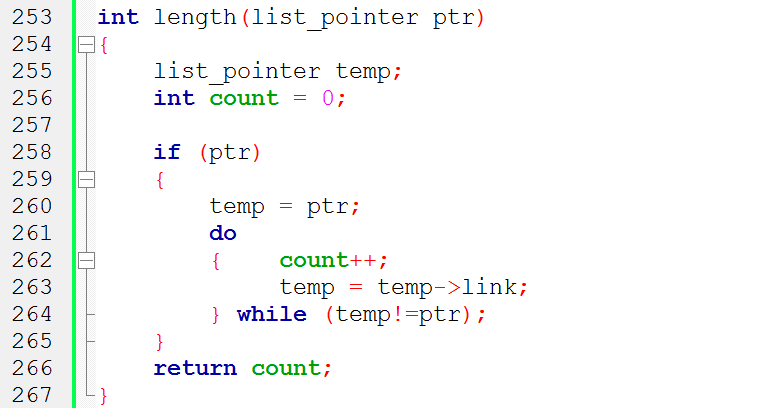 253 int length(list_pointer ptr)
254 {
255     list_pointer temp;
256     int count = 0;
257
258     if (ptr)
259     {
260         temp = ptr;
261         do
262         {   count++;
263             temp = temp->link;
264         } while (temp!=ptr);
265     }
266     return count;
267 }